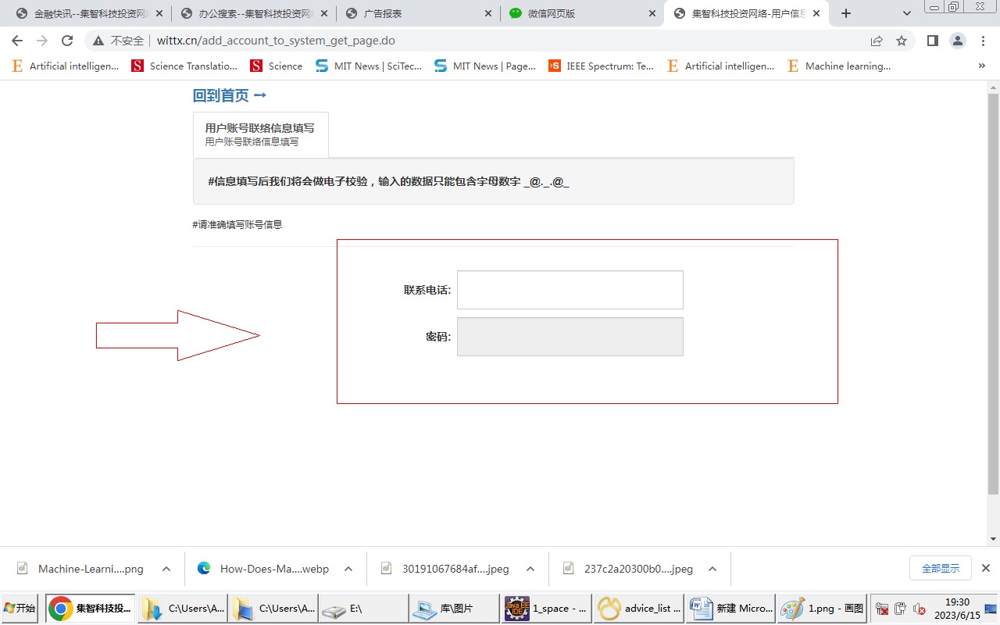 金融快讯--集智科技投资网络
办公搜索--集智科技投资网络
广告报表
微信网页版
集智科技投资网络-用户信息
不安全
wittx.cn/add_account_to_system_get_page.do
Artificial intelligen...
Science Translatio...
Science
MIT News | SciTec...
MIT News | Page...
IEEE Spectrum: Te...
Artificial intelligen...
Machine learning...
回到首页
用户账号联络信息填写
用户账号联络信息填写
#信息填写后我们将会做电子校验，输入的数据只能包含字母数字 _@._.@_
#请准确填写账号信息
联系电话:
密码:
Machine-Learni....png
How-Does-Ma....webp
30191067684af....jpeg
237c2a20300b0....jpeg
全部显示
开始
集智科技投...
C:\Users\A...
C:\Users\A...
E:\
库\图片
Java EE IDE
1_space - ...
advice_list ...
新建 Micro...
1.png - 画图
19:30
2023/6/15